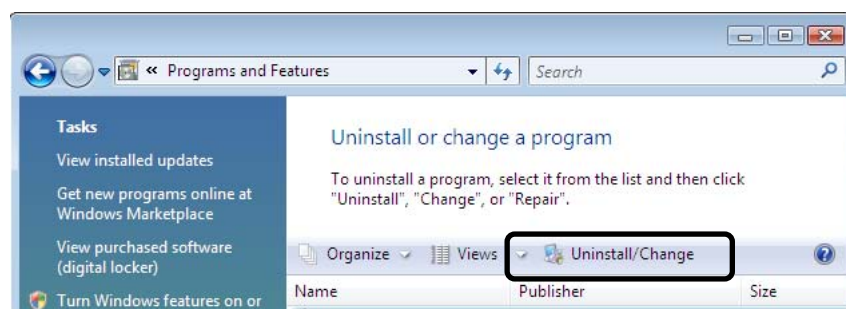 « Programs and Features
Search
Tasks
View installed updates
Get new programs online at
Windows Marketplace
View purchased software
(digital locker)
Turn Windows features on or
Uninstall or change a program
To uninstall a program, select it from the list and then click
"Uninstall", "Change", or "Repair".
Organize Views Uninstall/Change
Name Publisher Size